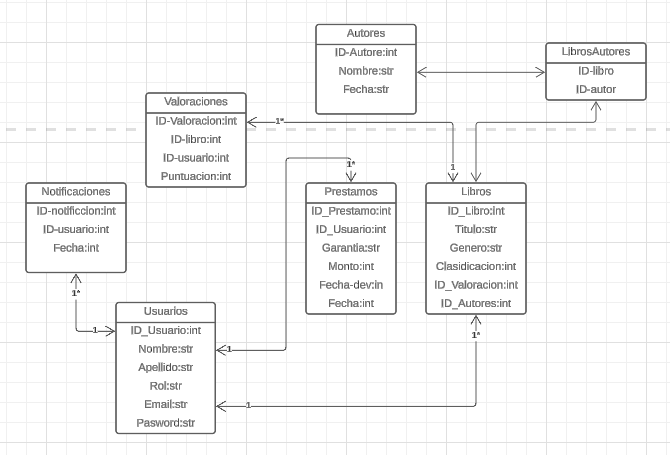 Autores
ID-Autore:int
Nombre:str
Fecha:str
LibrosAutores
ID-libro
ID-autor
Valoraciones
ID-Valoracion:int
ID-libro:int
ID-usuario:int
Puntuacion:int
1*
1
1*
Notificaciones
ID-notificcion:int
ID-usuario:int
Fecha:int
Prestamos
ID_Prestamo:int
ID_Usuario:int
Garantia:str
Monto:int
Fecha-dev:in
Fecha:int
Libros
ID_Libro:int
Titulo:str
Genero:str
Clasidicacion:int
ID_Valoracion:int
ID_Autores:int
1*
1
Usuarios
ID_Usuario:int
Nombre:str
Apellido:str
Rol:str
Email:str
Pasword:str
1
1
1*